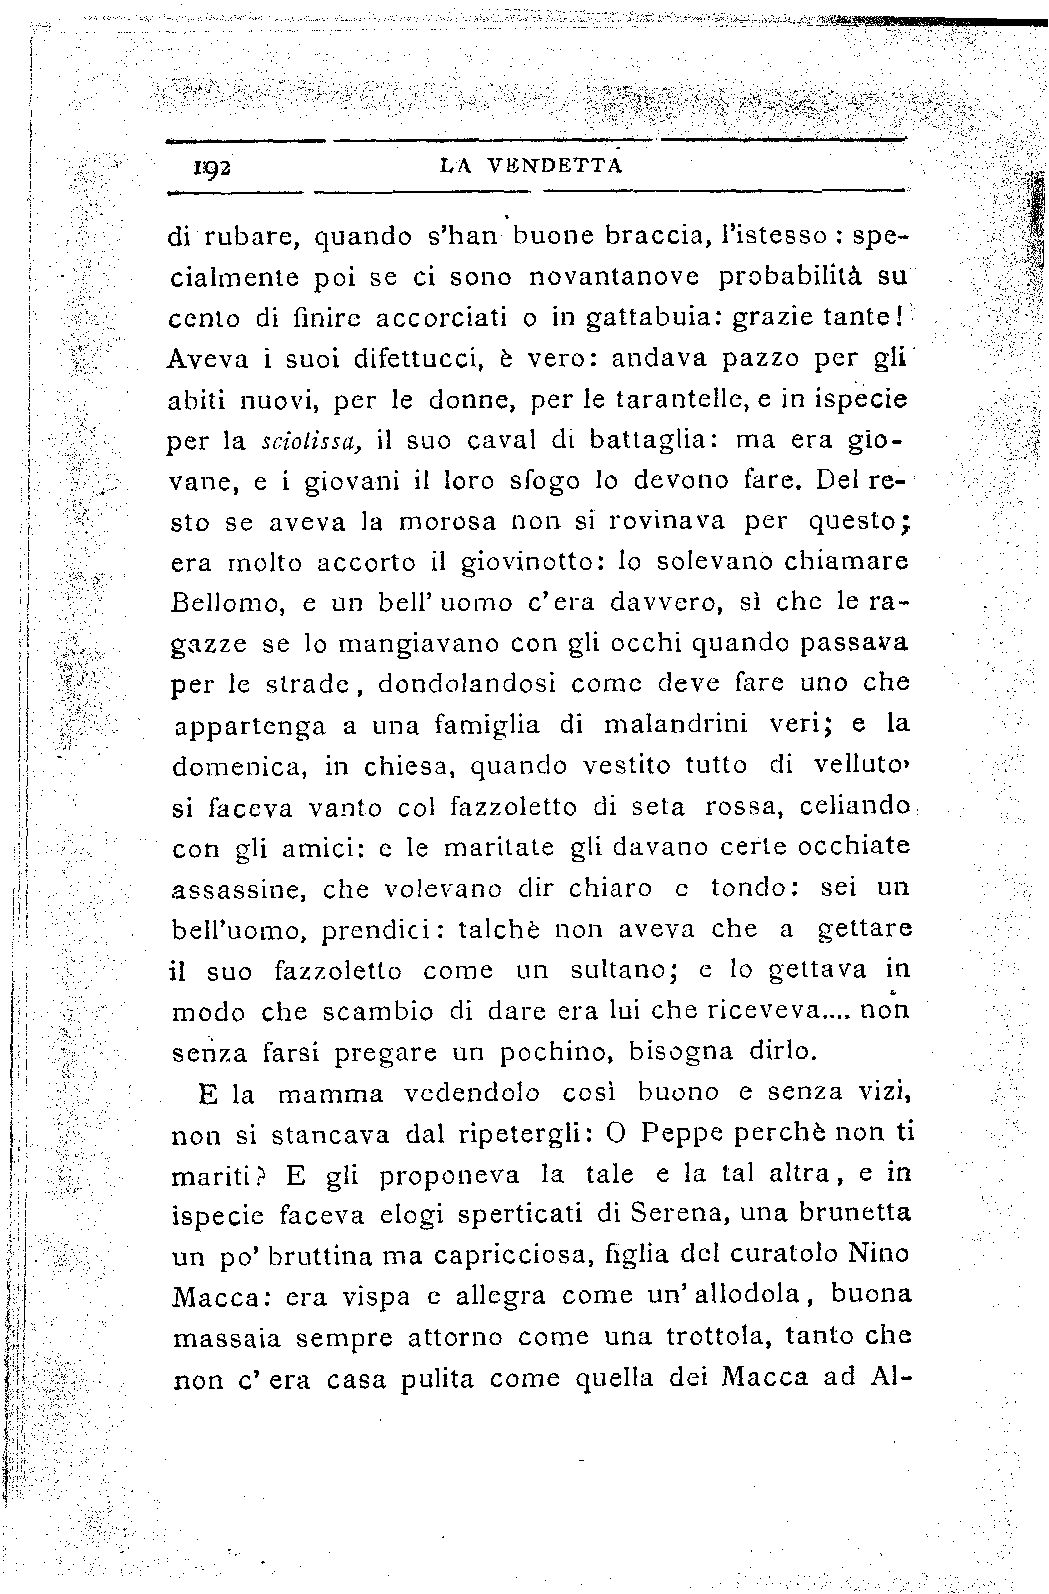 192 LA VENDETTA
di rubare, quando s'han buone braccia, l'istesso : spe-
cialmente poi se ci sono novantanove probabilità su
cento di finire accorciati o in gattabuia: grazie tante!
Aveva i suoi difettucci, è vero: andava pazzo per gli
abiti nuovi, per le donne, per le tarantelle, e in ispecie
per la sciotissa, il suo caval di battaglia: ma era gio-
vane, e i giovani il loro sfogo lo devono fare. Del re-
sto se aveva la morosa non si rovinava per questo;
era molto accorto il giovinotto: lo solevano chiamare
Bellomo, e un bell' uomo c' era davvero, sì che le ra-
gazze se lo mangiavano con gli occhi quando passava
per le strade, dondolandosi come deve fare uno che
appartenga a una famiglia di malandrini veri; e la
domenica, in chiesa, quando vestito tutto di velluto,
si faceva vanto col fazzoletto di seta rossa, celiando
con gli amici: e le maritate gli davano certe occhiate
assassine, che volevano dir chiaro e tondo: sei un
bell'uomo, prendici: talchè non aveva che a gettare
il suo fazzoletto come un sultano; e lo gettava in
modo che scambio di dare era lui che riceveva.... non
senza farsi pregare un pochino, bisogna dirlo.
E la mamma vedendolo così buono e senza vizi,
non si stancava dal ripetergli: O Peppe perchè non ti
mariti? E gli proponeva la tale e la tal altra, e in
ispecie faceva elogi sperticati di Serena, una brunetta
un po' bruttina ma capricciosa, figlia del curatolo Nino
Macca: era vispa e allegra come un' allodola, buona
massaia sempre attorno come una trottola, tanto che
non c' era casa pulita come quella dei Macca ad Al-